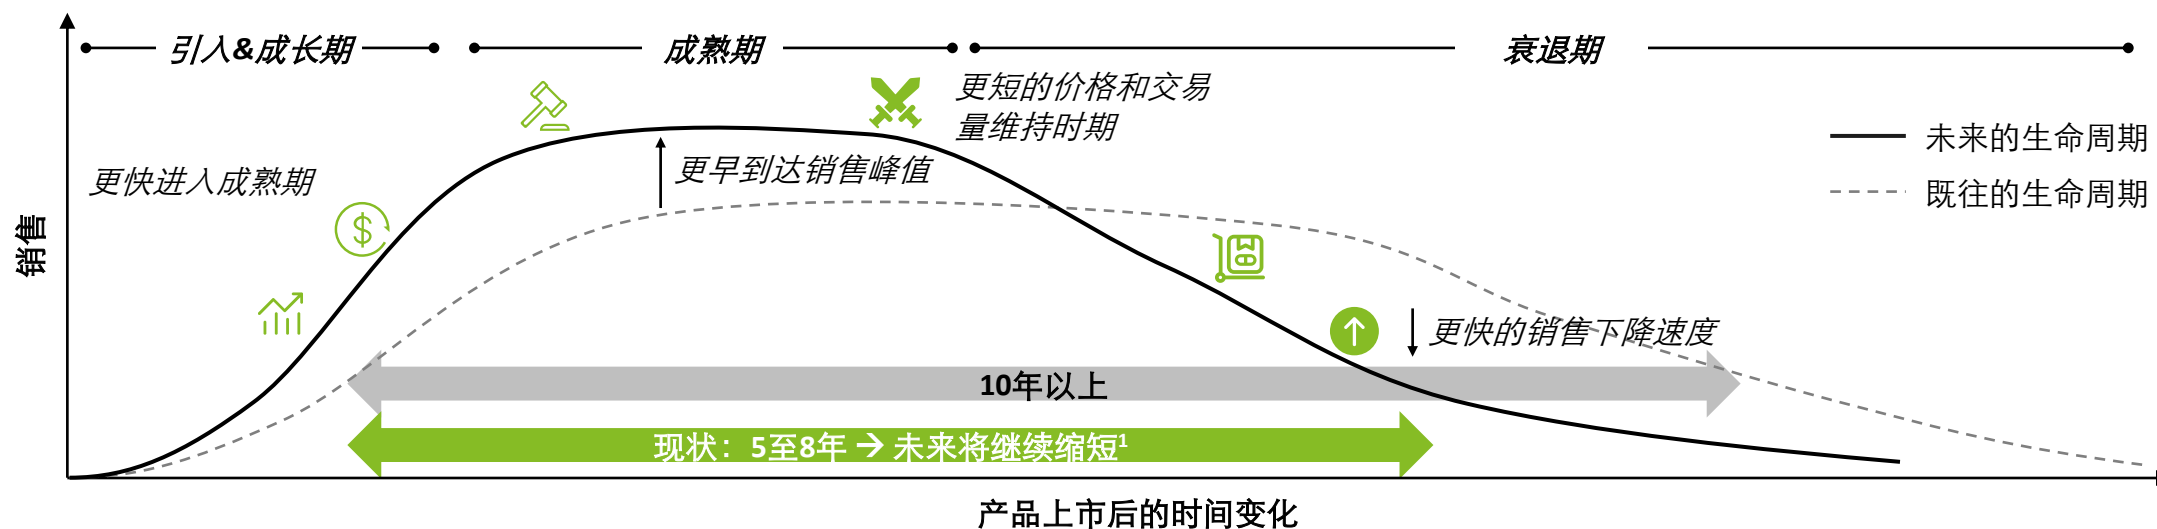 引入&成长期
成熟期
衰退期
更短的价格和交易
量维持时期
未来的生命周期
既往的生命周期
更快进入成熟期
更早到达销售峰值
销售
更快的销售下降速度
10年以上
现状：5至8年 → 未来将继续缩短¹
产品上市后的时间变化